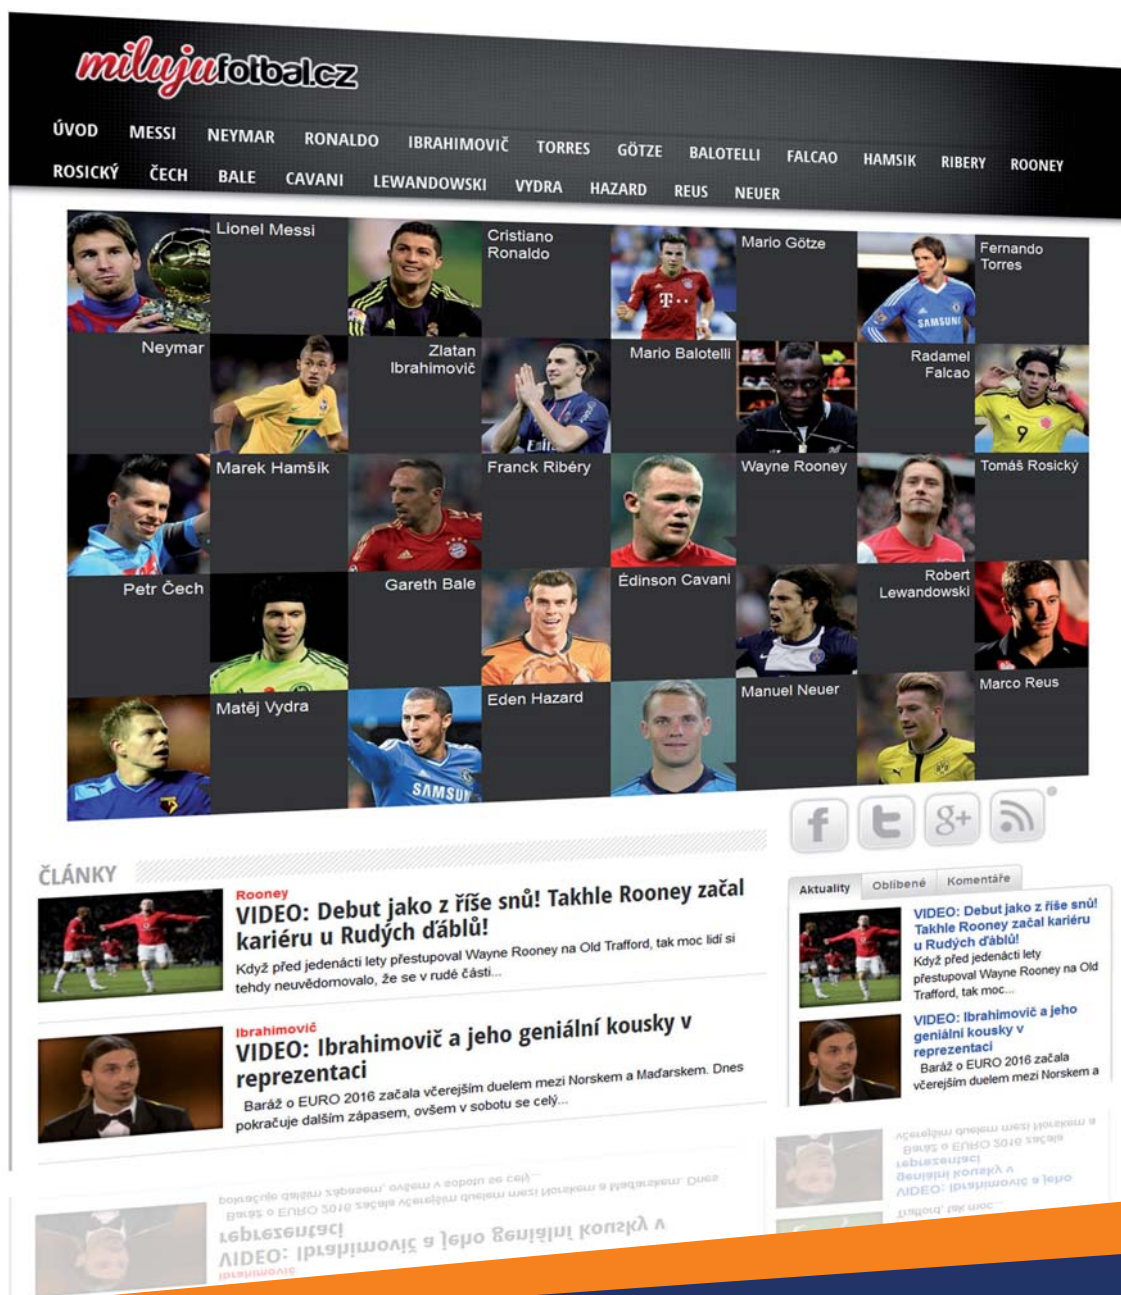 milujufotbal.cz
ÚVOD MESSI NEYMAR RONALDO IBRAHIMOVIČ TORRES GÖTZE BALOTELLI FALCAO HAMSIK RIBERY ROONEY
ROSICKÝ ČECH BALE CAVANI LEWANDOWSKI VYDRA HAZARD REUS NEUER
Lionel Messi
Cristiano
Ronaldo
Mario Götze
Fernando
Torres
SAMSUNG
Neymar
Zlatan
Ibrahimovič
Mario Balotelli
Radamel
Falcao
9
Marek Hamšík
Franck Ribéry
Wayne Rooney
Tomáš Rosický
Petr Čech
Gareth Bale
Édinson Cavani
Robert
Lewandowski
Matěj Vydra
SAMSUN
Eden Hazard
Manuel Neuer
Marco Reus
f t g+
ČLÁNKY
Rooney
VIDEO: Debut jako z říše snů! Takhle Rooney začal
kariéru u Rudých ďáblů!
Když před jedenácti lety přestupoval Wayne Rooney na Old Trafford, tak moc lidí si
tehdy neuvědomovalo, že se v rudé části...
Ibrahimovič
VIDEO: Ibrahimovič a jeho geniální kousky v
reprezentaci
Baráž o EURO 2016 začala včerejším duelem mezi Norskem a Maďarskem. Dnes
pokračuje dalším zápasem, ovšem v sobotu se celý...
Aktuality Oblíbené Komentáře
VIDEO: Debut jako z říše snů!
Takhle Rooney začal kariéru
u Rudých ďáblů!
Když před jedenácti lety
přestupoval Wayne Rooney na Old
Trafford, tak moc...
VIDEO: Ibrahimovič a jeho
geniální kousky v
reprezentaci
Baráž o EURO 2016 začala
včerejším duelem mezi Norskem a